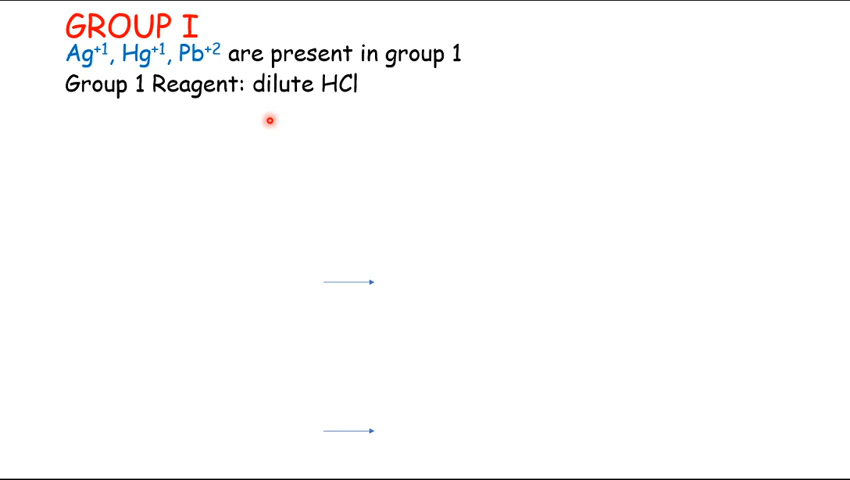 GROUP I
Ag+1, Hg+1, Pb+2 are present in group 1
Group 1 Reagent: dilute HCl